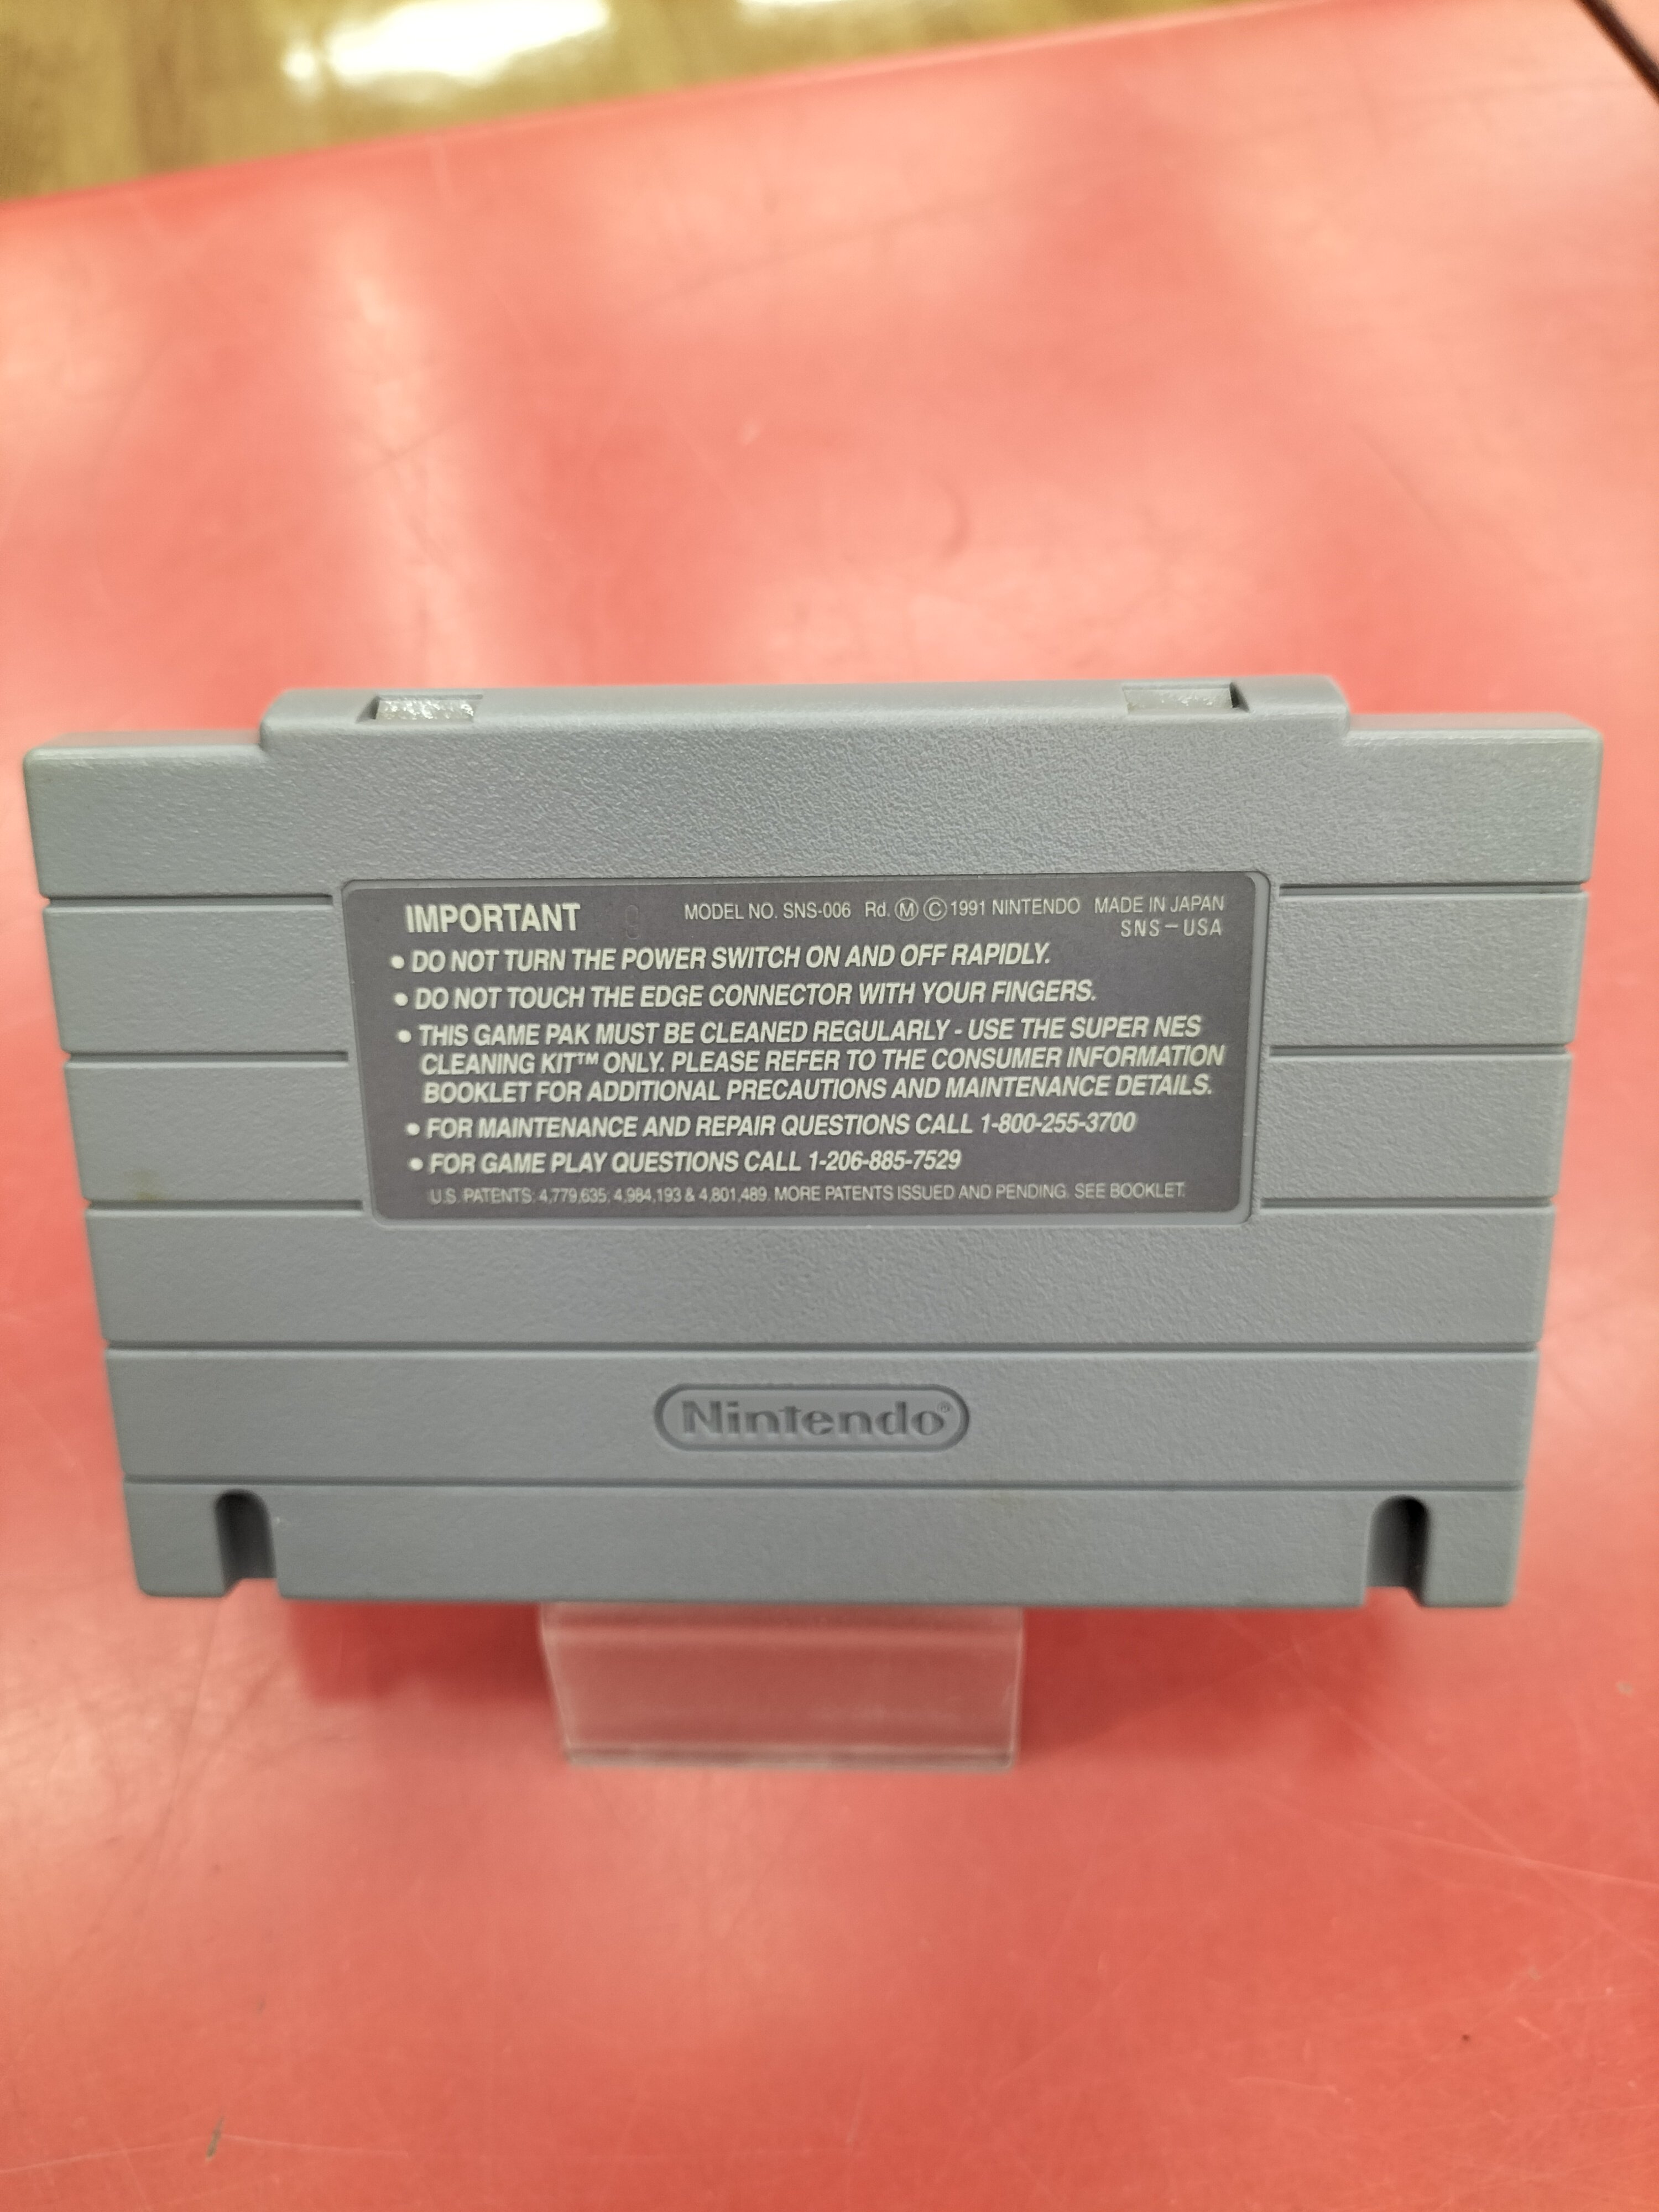 IMPORTANT MODEL NO. SNS-006 Rd. Ⓜ Ⓒ 1991 NINTENDO MADE IN JAPAN
SNS-USA
• DO NOT TURN THE POWER SWITCH ON AND OFF RAPIDLY.
• DO NOT TOUCH THE EDGE CONNECTOR WITH YOUR FINGERS.
• THIS GAME PAK MUST BE CLEANED REGULARLY - USE THE SUPER NES
CLEANING KIT™ ONLY. PLEASE REFER TO THE CONSUMER INFORMATION
BOOKLET FOR ADDITIONAL PRECAUTIONS AND MAINTENANCE DETAILS.
• FOR MAINTENANCE AND REPAIR QUESTIONS CALL 1-800-255-3700
• FOR GAME PLAY QUESTIONS CALL 1-206-885-7529
U.S. PATENTS: 4,779,635; 4,984,193 & 4,801,489. MORE PATENTS ISSUED AND PENDING. SEE BOOKLET.
Nintendo®